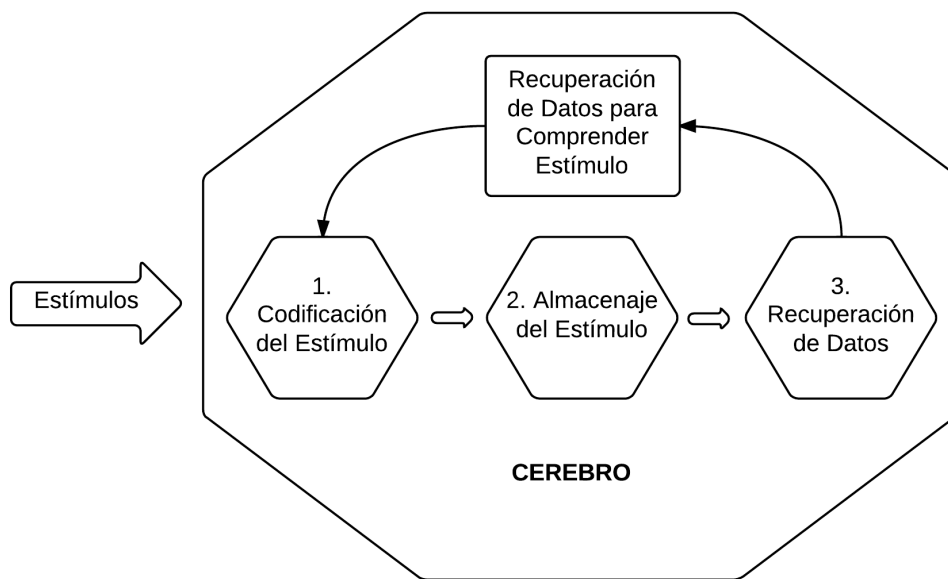 Recuperación
de Datos para
Comprender
Estímulo
Estímulos
1.
Codificación
del Estímulo
2. Almacenaje
del Estímulo
3.
Recuperación
de Datos
CEREBRO